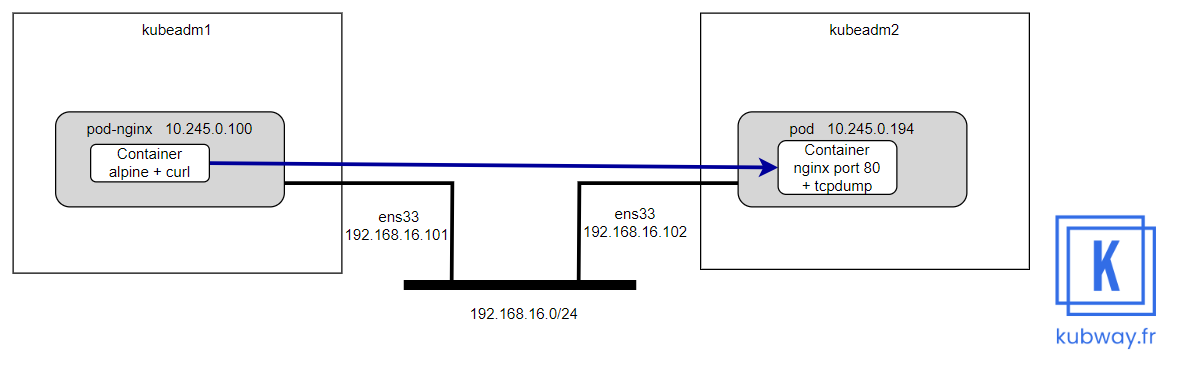 kubeadm1
pod-nginx 10.245.0.100
Container
alpine + curl
ens33
192.168.16.101
kubeadm2
pod 10.245.0.194
Container
nginx port 80
+ tcpdump
ens33
192.168.16.102
192.168.16.0/24
K
kubway.fr